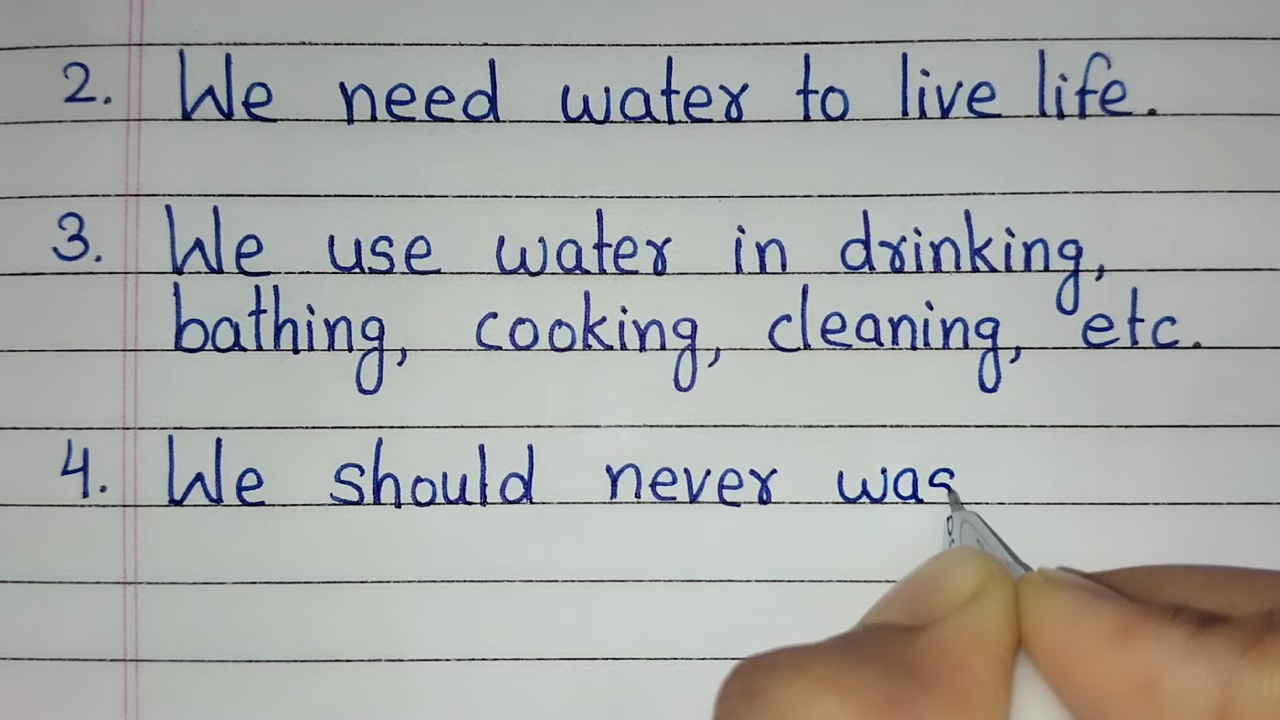 2. We need water to live life.
3. We use water in drinking,
bathing, cooking, cleaning, etc.
4. We should never was